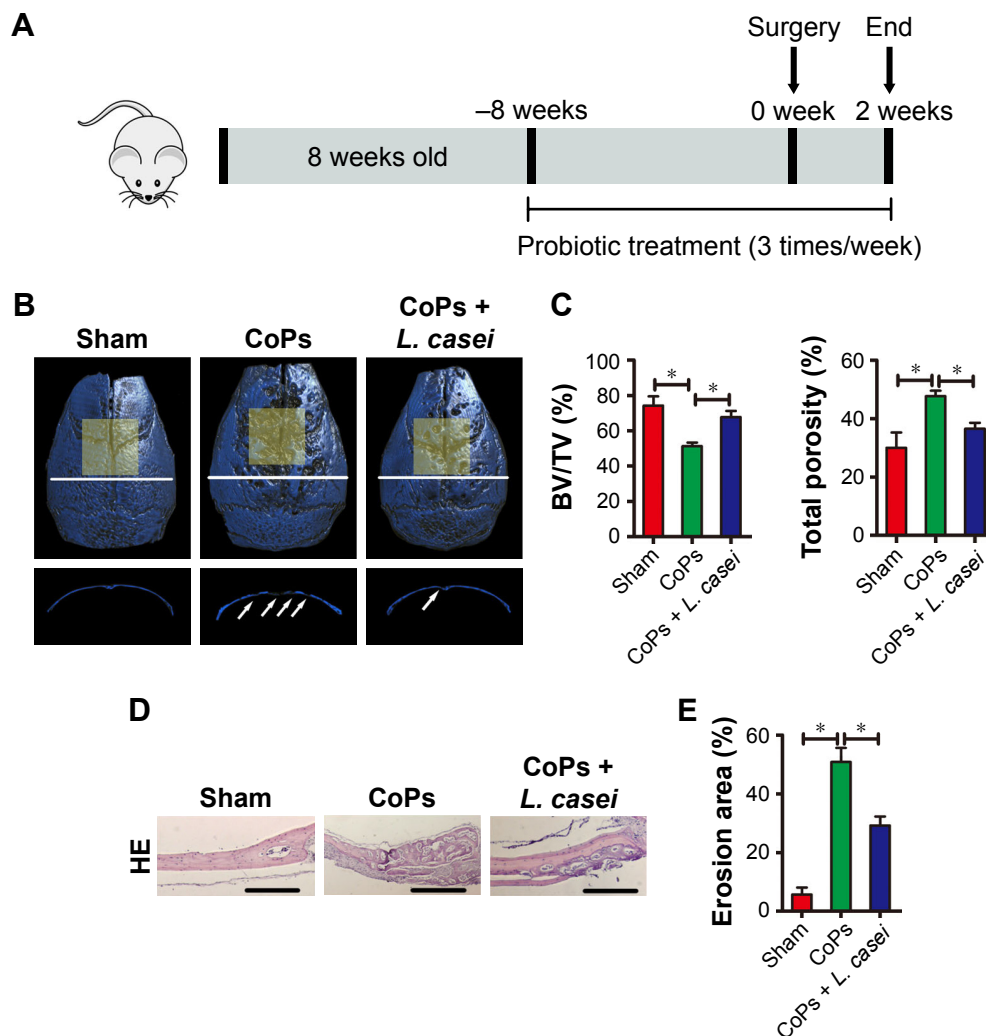 A
Surgery
End
–8 weeks
0 week
2 weeks
8 weeks old
Probiotic treatment (3 times/week)
B
Sham
CoPs
CoPs +
L. casei
C
BV/TV (%)
100
80
60
40
20
0
*
*
Sham
CoPs
CoPs + L. casei
Total porosity (%)
60
40
20
0
*
*
Sham
CoPs
CoPs + L. casei
D
Sham
CoPs
CoPs +
L. casei
HE
E
Erosion area (%)
60
40
20
0
*
*
Sham
CoPs
CoPs + L. casei